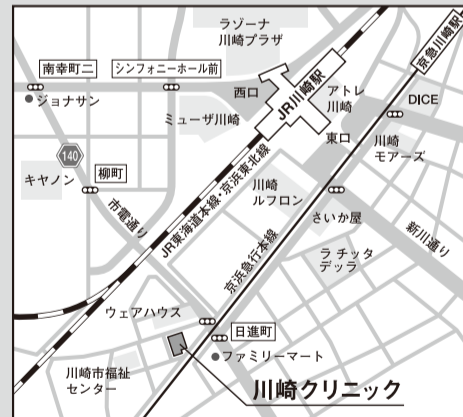 ラゾーナ
川崎プラザ
京急川崎駅
南幸町二
シンフォニーホール前
JR川崎駅
ジョナサン
西口
アトレ
川崎
DICE
ミューザ川崎
東口
川崎
モアーズ
140
キヤノン
柳町
市電通り
JR東海道本線・京浜東北線
川崎
ルフロン
さいか屋
新川通り
京浜急行本線
ラ チッタ
デッラ
ウェアハウス
日進町
ファミリーマート
川崎市福祉
センター
川崎クリニック